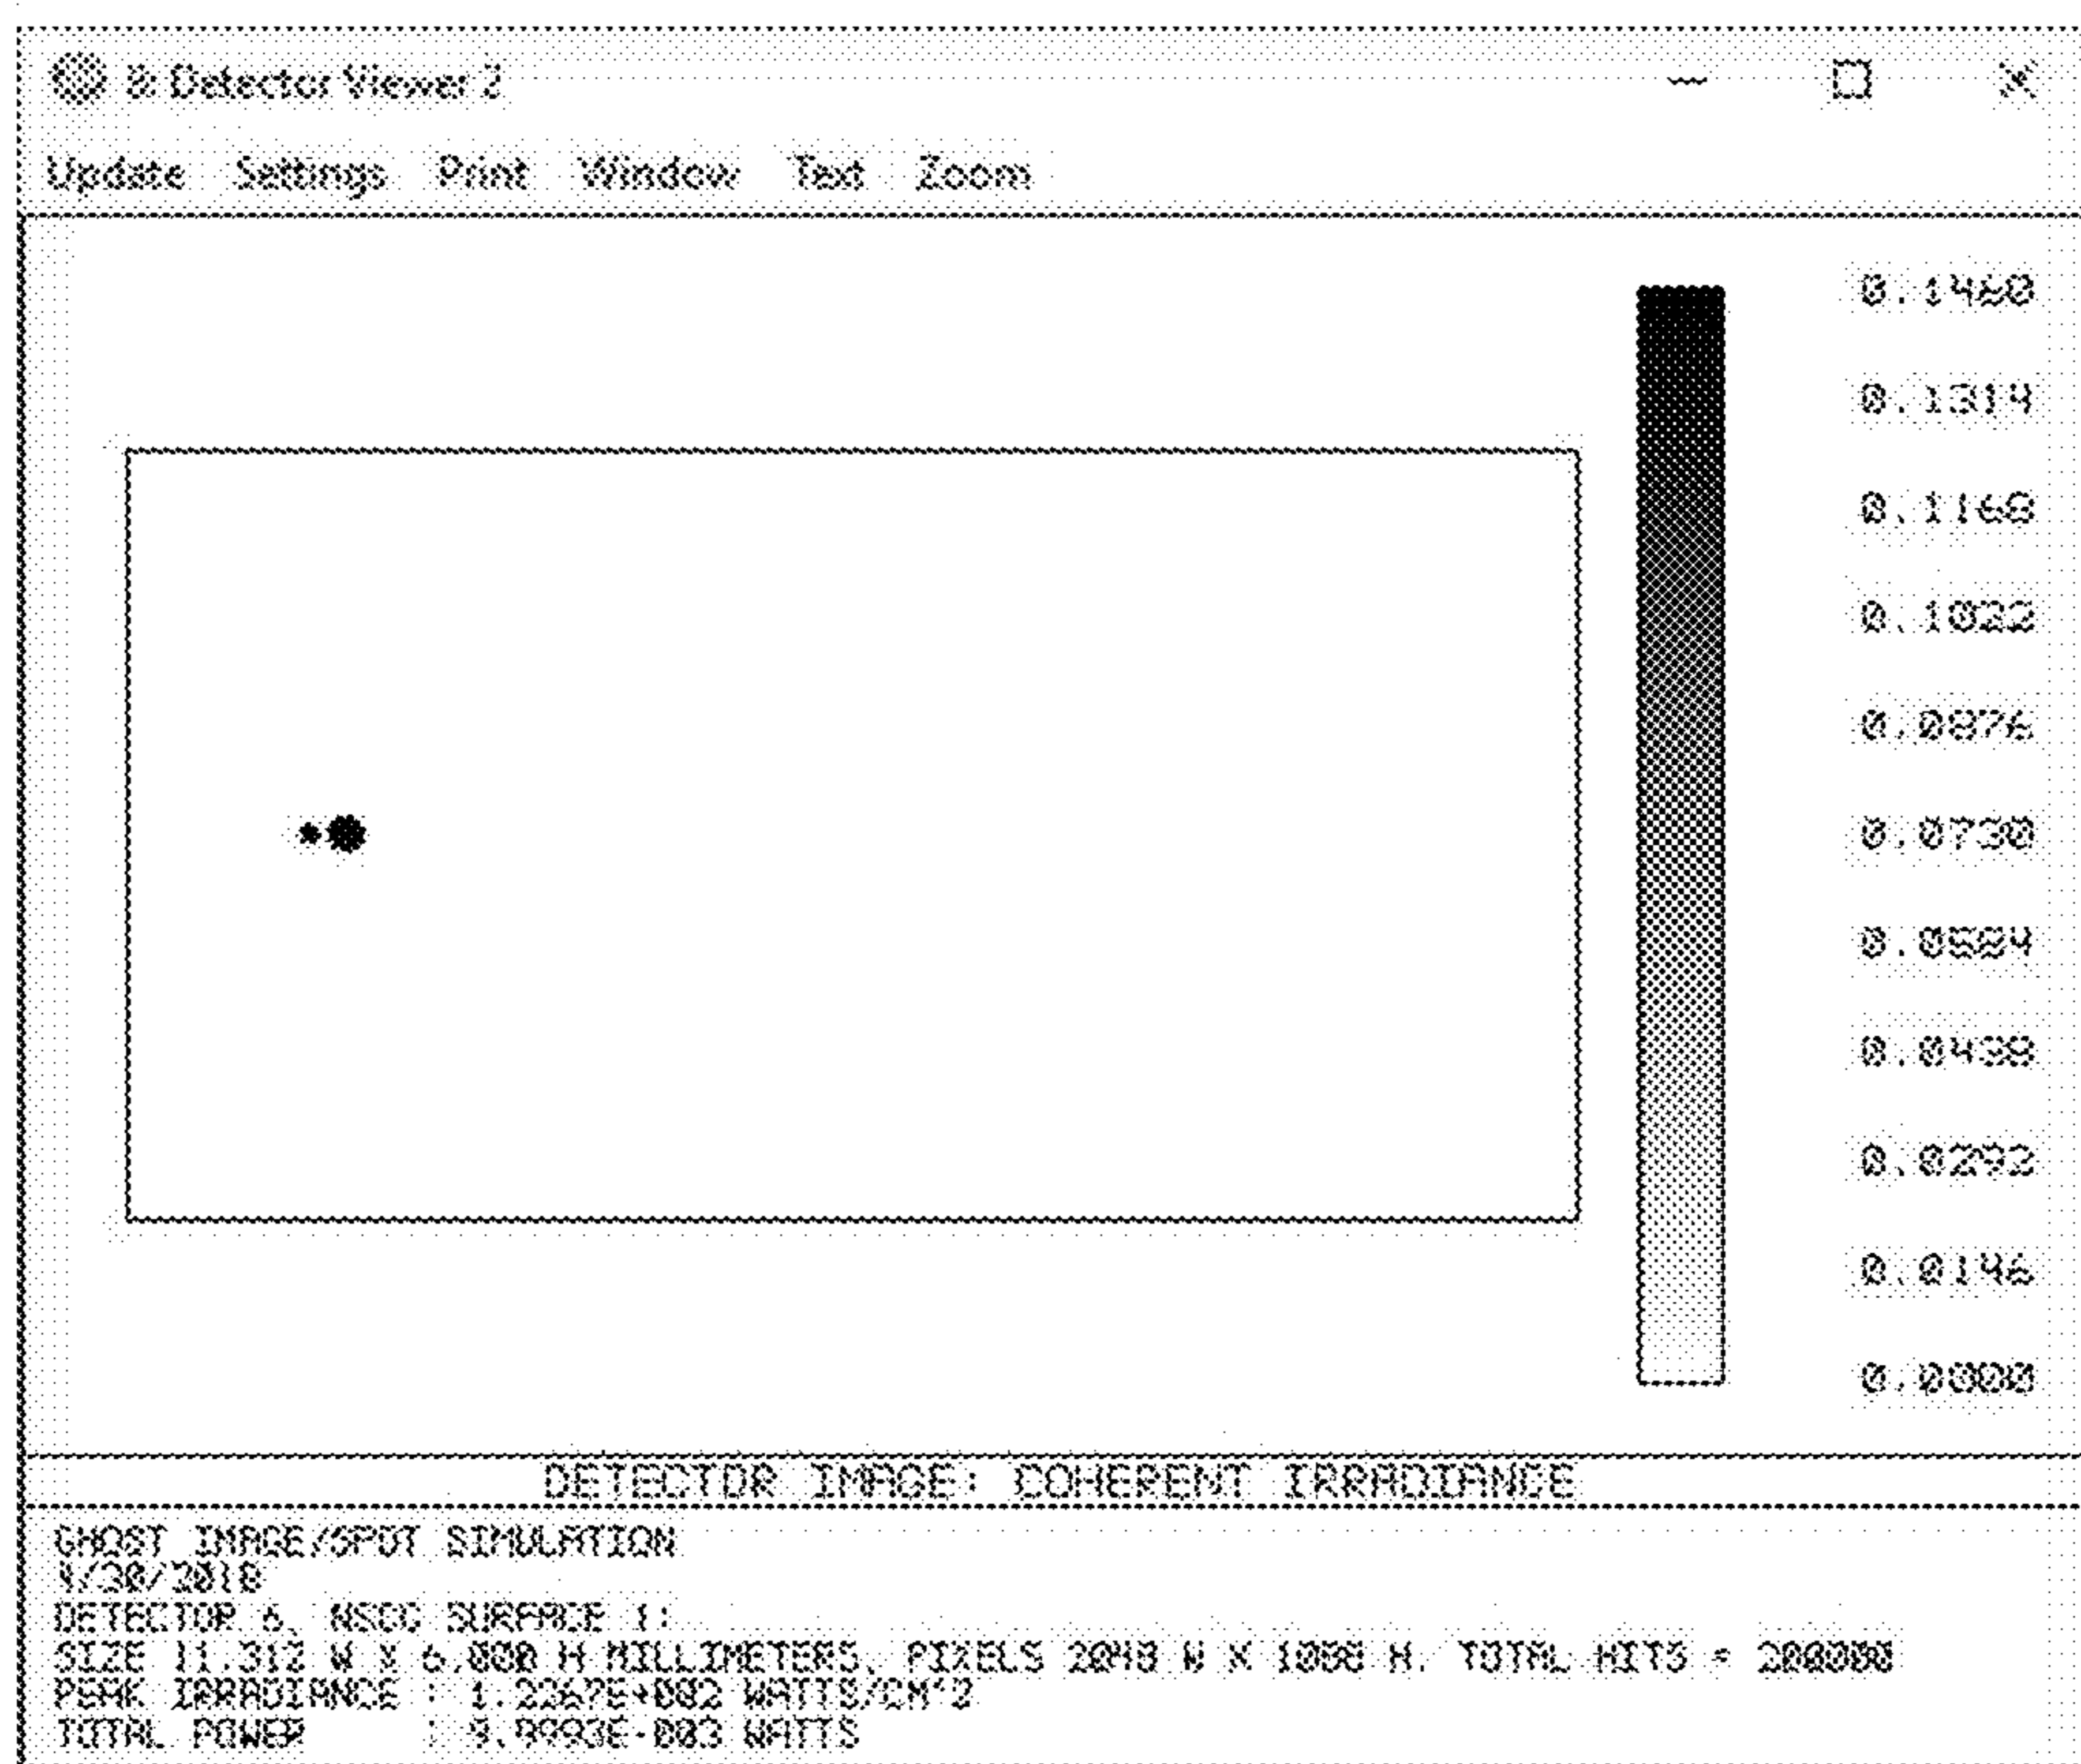 2: Detector Viewer 2
Update Settings Print Window Text Zoom
0.1460
0.1314
0.1168
0.1022
0.0876
0.0730
0.0584
0.0438
0.0292
0.0146
0.0000
DETECTOR IMAGE: COHERENT IRRADIANCE
GHOST IMAGE/SPOT SIMULATION
4/30/2018
DETECTOR 6, NSCG SURFACE 1:
SIZE 11.312 W X 6.000 H MILLIMETERS, PIXELS 2048 W X 1088 H. TOTAL HITS = 200000
PEAK IRRADIANCE : 1.2267E+002 WATTS/CM^2
TOTAL POWER : 9.9993E-003 WATTS